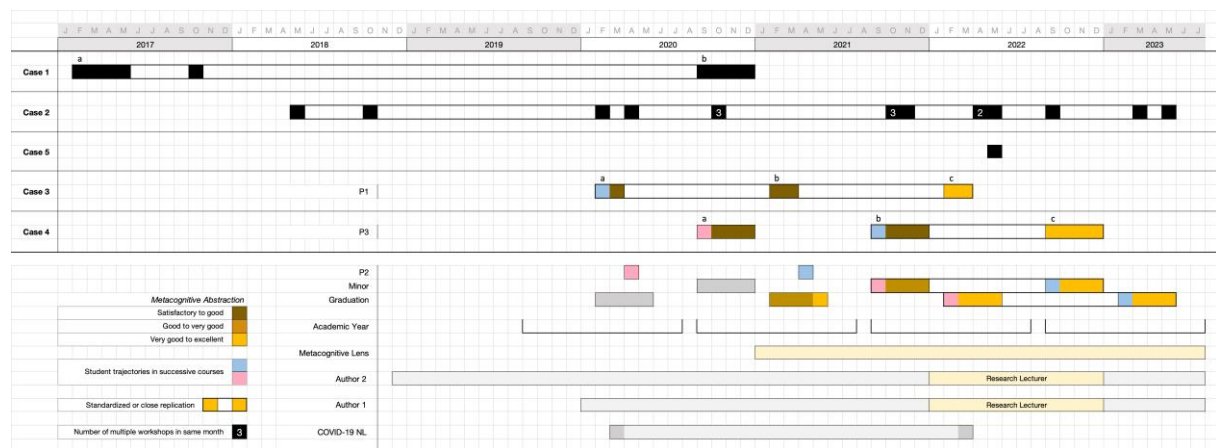 J F M A M J J A S O N D J F M A M J J A S O N D J F M A M J J A S O N D J F M A M J J A S O N D J F M A M J J A S O N D J F M A M J J A S O N D J F M A M J J
2017 2018 2019 2020 2021 2022 2023
a b
Case 1
Case 2 3 3 2
Case 5
a b c
Case 3 P1
a b c
Case 4 P3
P2
Minor
Metacognitive Abstraction Graduation
Satisfactory to good
Good to very good Academic Year
Very good to excellent
Metacognitive Lens
Student trajectories in successive courses
Author 2 Research Lecturer
Standardized or close replication Author 1 Research Lecturer
Number of multiple workshops in same month 3 COVID-19 NL